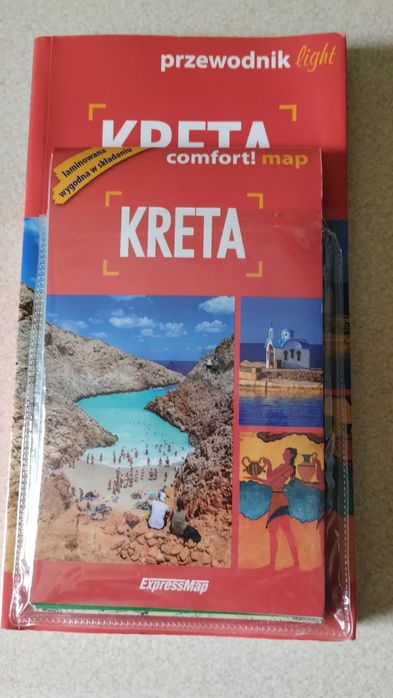 przewodnik light
KRETA
laminowana
wygodna w składaniu
comfort! map
KRETA
ExpressMap